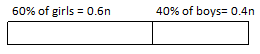 60% of girls = 0.6n 40% of boys= 0.4n